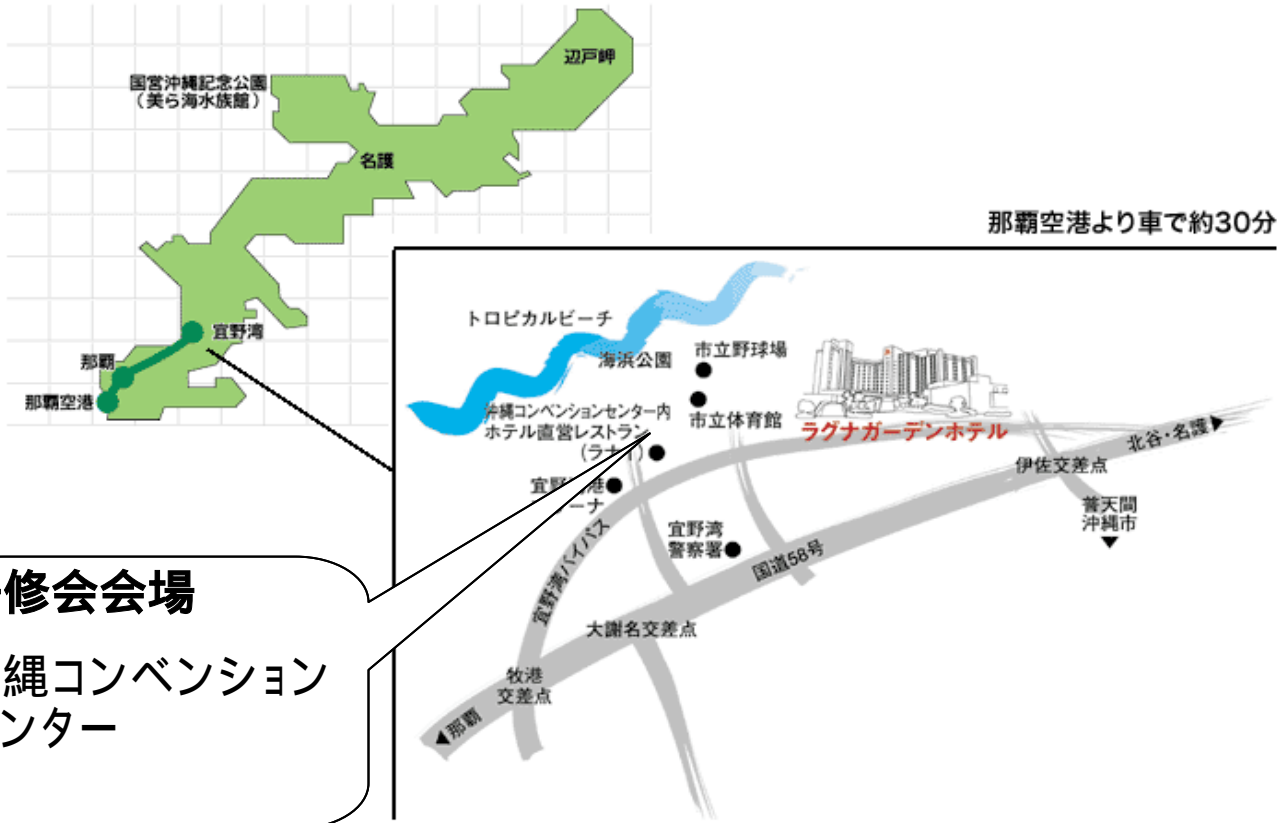 辺戸岬
国営沖縄記念公園
(美ら海水族館)
名護
宜野湾
那覇
那覇空港
那覇空港より車で約30分
トロピカルビーチ
海浜公園
市立野球場
市立体育館
沖縄コンベンションセンター内
ホテル直営レストラン
ラグナガーデンホテル
北谷・名護▶
伊佐交差点
普天間
沖縄市
▼
宜野湾
警察署
国道58号
宜野湾バイパス
大謝名交差点
牧港
交差点
◀那覇
修会会場
縄コンベンション
ンター